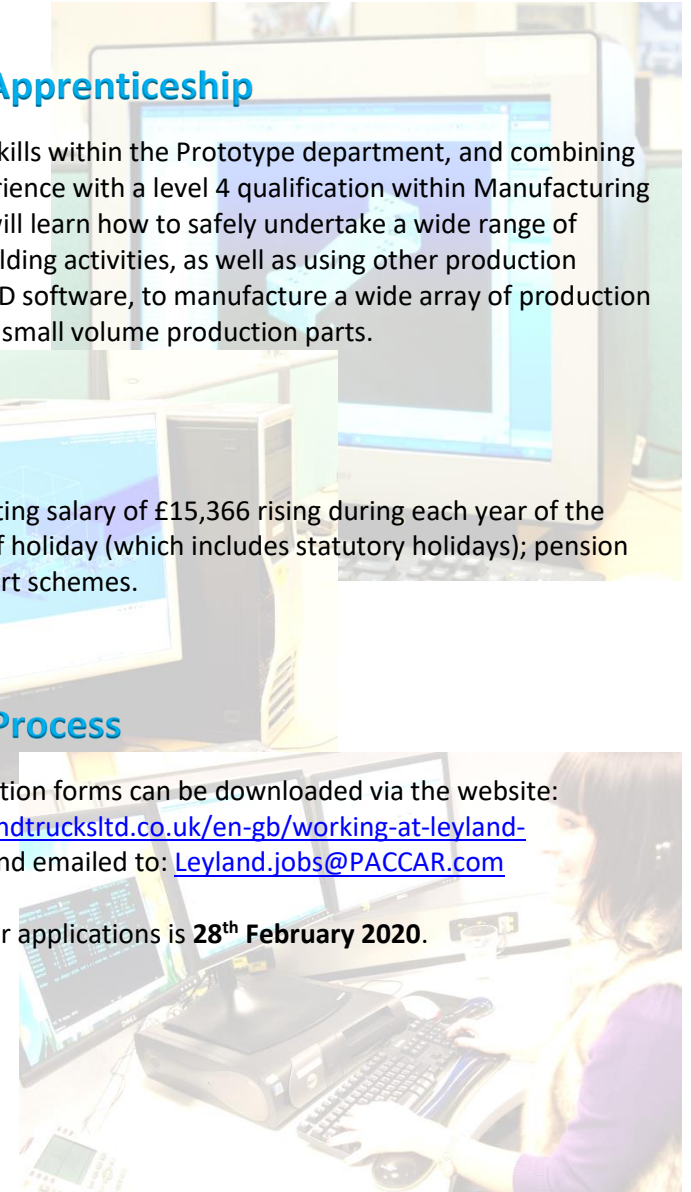 Apprenticeship
kills within the Prototype department, and combining
rience with a level 4 qualification within Manufacturing
will learn how to safely undertake a wide range of
lding activities, as well as using other production
D software, to manufacture a wide array of production
small volume production parts.
ting salary of £15,366 rising during each year of the
f holiday (which includes statutory holidays); pension
rt schemes.
Process
tion forms can be downloaded via the website:
ndtrucksltd.co.uk/en-gb/working-at-leyland-
nd emailed to: Leyland.jobs@PACCAR.com
r applications is 28th February 2020.